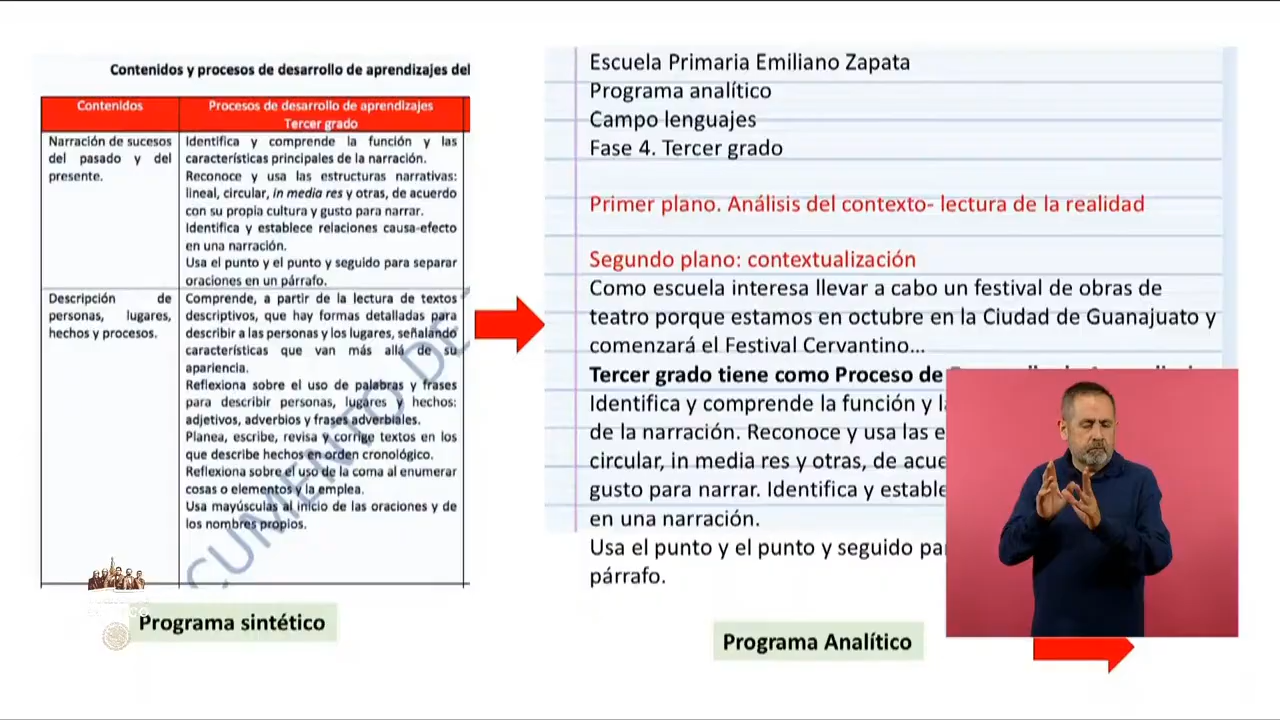 Contenidos y procesos de desarrollo de aprendizajes del
Contenidos
Procesos de desarrollo de aprendizajes
Tercer grado
Narración de sucesos
del pasado y del
presente.
Identifica y comprende la función y las
características principales de la narración.
Reconoce y usa las estructuras narrativas:
lineal, circular, in media res y otras, de acuerdo
con su propia cultura y gusto para narrar.
Identifica y establece relaciones causa-efecto
en una narración.
Usa el punto y el punto y seguido para separar
oraciones en un párrafo.
Descripción de
personas, lugares,
hechos y procesos.
Comprende, a partir de la lectura de textos
descriptivos, que hay formas detalladas para
describir a las personas y los lugares, señalando
características que van más allá de su
apariencia.
Reflexiona sobre el uso de palabras y frases
para describir personas, lugares y hechos:
adjetivos, adverbios y frases adverbiales.
Planea, escribe, revisa y corrige textos en los
que describe hechos en orden cronológico.
Reflexiona sobre el uso de la coma al enumerar
cosas o elementos y la emplea.
Usa mayúsculas al inicio de las oraciones y de
los nombres propios.
CUMENTO DE
Programa sintético
Escuela Primaria Emiliano Zapata
Programa analítico
Campo lenguajes
Fase 4. Tercer grado
Primer plano. Análisis del contexto- lectura de la realidad
Segundo plano: contextualización
Como escuela interesa llevar a cabo un festival de obras de
teatro porque estamos en octubre en la Ciudad de Guanajuato y
comenzará el Festival Cervantino...
Tercer grado tiene como Proceso de
Identifica y comprende la función y
de la narración. Reconoce y usa las
circular, in media res y otras, de
gusto para narrar. Identifica y
en una narración.
Usa el punto y el punto y seguido
párrafo.
Programa Analítico